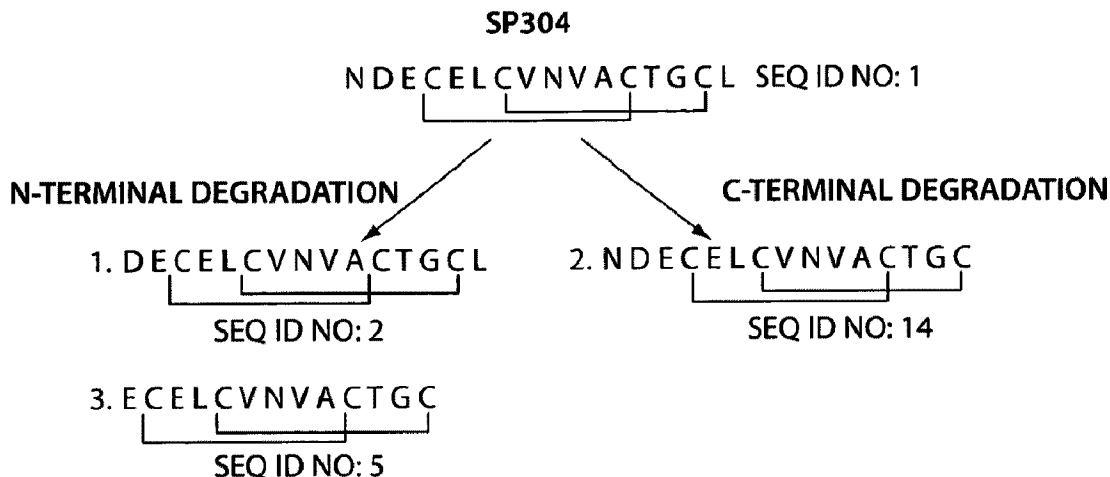 SP304
N D E C E L C V N V A C T G C L SEQ ID NO: 1
N-TERMINAL DEGRADATION
C-TERMINAL DEGRADATION
1. D E C E L C V N V A C T G C L
2. N D E C E L C V N V A C T G C
SEQ ID NO: 2
SEQ ID NO: 14
3. E C E L C V N V A C T G C
SEQ ID NO: 5